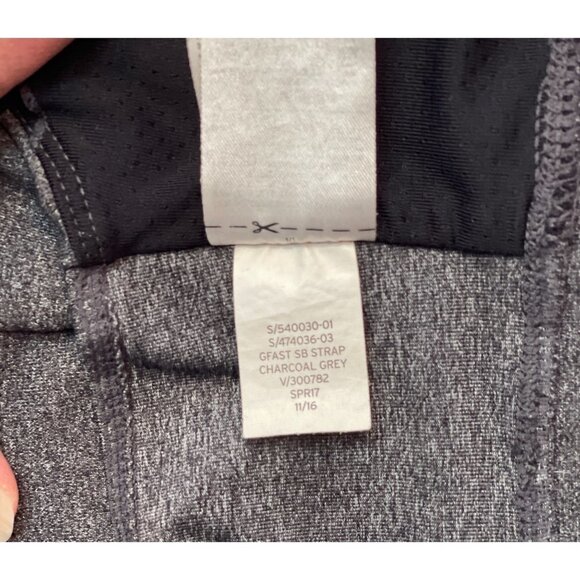 S/540030-01
S/474036-03
GFAST SB STRAP
CHARCOAL GREY
V/300782
SPR17
11/16